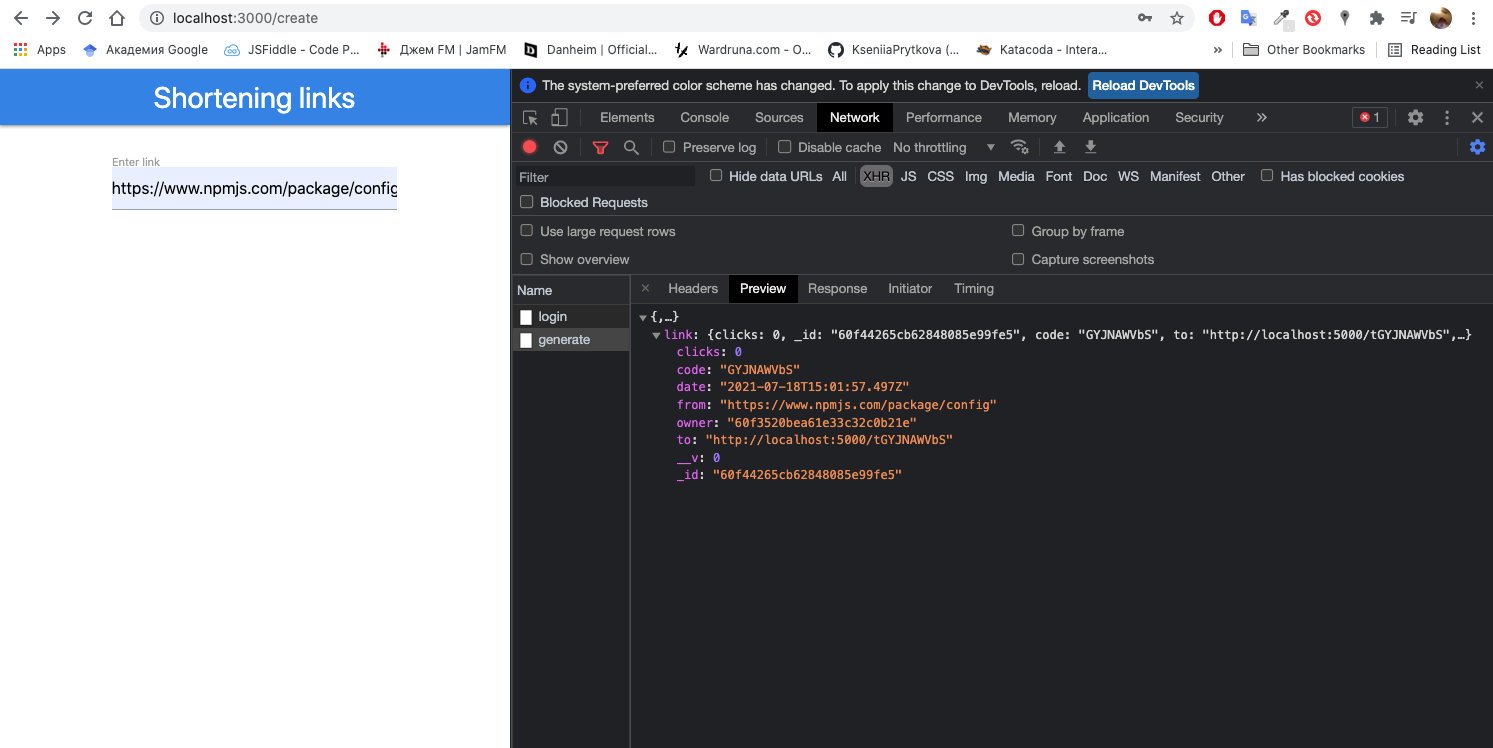 localhost:3000/create
Apps Академия Google JSFiddle - Code P... Джем FM | JamFM Danheim | Official... Wardruna.com - O... KseniiaPrytkova (... Katacoda - Intera... » Other Bookmarks Reading List
Shortening links
Enter link
https://www.npmjs.com/package/config
The system-preferred color scheme has changed. To apply this change to DevTools, reload. Reload DevTools
Elements Console Sources Network Performance Memory Application Security » 1
Preserve log Disable cache No throttling
Filter Hide data URLs All XHR JS CSS Img Media Font Doc WS Manifest Other Has blocked cookies
Blocked Requests
Use large request rows Group by frame
Show overview Capture screenshots
Name Headers Preview Response Initiator Timing
login
generate
{,…}
link: {clicks: 0, _id: "60f44265cb62848085e99fe5", code: "GYJNAWVbS", to: "http://localhost:5000/tGYJNAWVbS",…}
clicks: 0
code: "GYJNAWVbS"
date: "2021-07-18T15:01:57.497Z"
from: "https://www.npmjs.com/package/config"
owner: "60f3520bea61e33c32c0b21e"
to: "http://localhost:5000/tGYJNAWVbS"
__v: 0
_id: "60f44265cb62848085e99fe5"